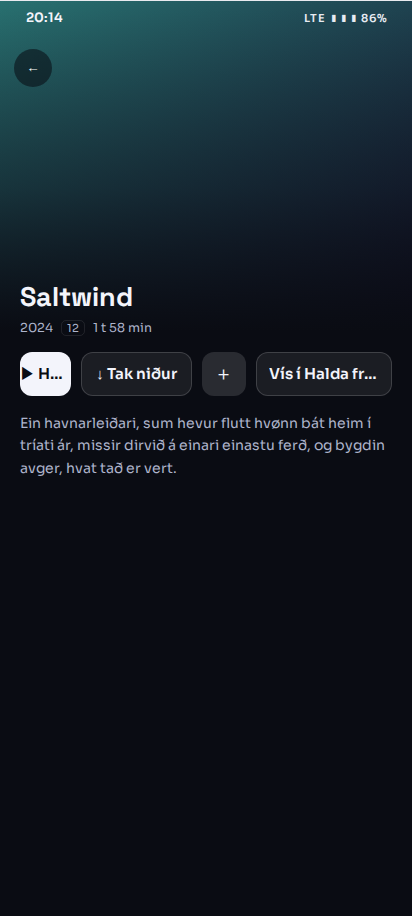 20:14
LTE 86%
←
Saltwind
2024 12 1 t 58 min
▶ H...
↓ Tak niður
+
Vís í Halda fr...
Ein havnarleiðari, sum hevur flutt hvønn bát heim í
tríati ár, missir dirvið á einari einastu ferð, og bygdin
avger, hvat tað er vert.